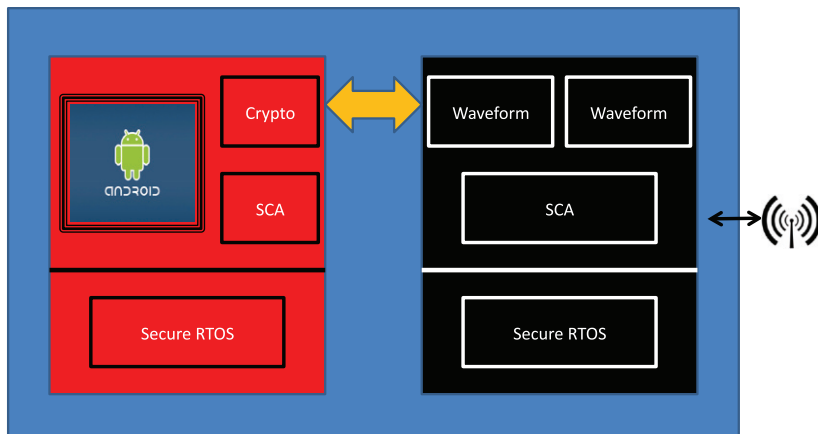 Crypto
Waveform
Waveform
ANDROID
SCA
SCA
Secure RTOS
Secure RTOS